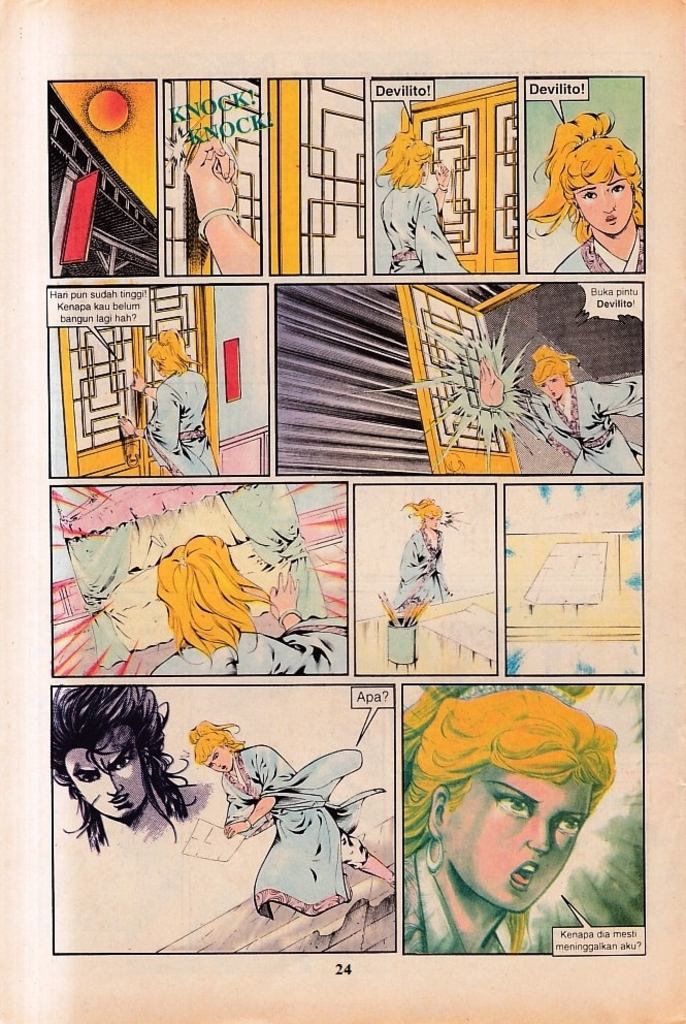 KNOCK!
KNOCK!
Devilito!
Devilito!
Hari pun sudah tinggi!
Kenapa kau belum
bangun lagi hah?
Buka pintu
Devilito!
Apa?
Kenapa dia mesti
meninggalkan aku?
24